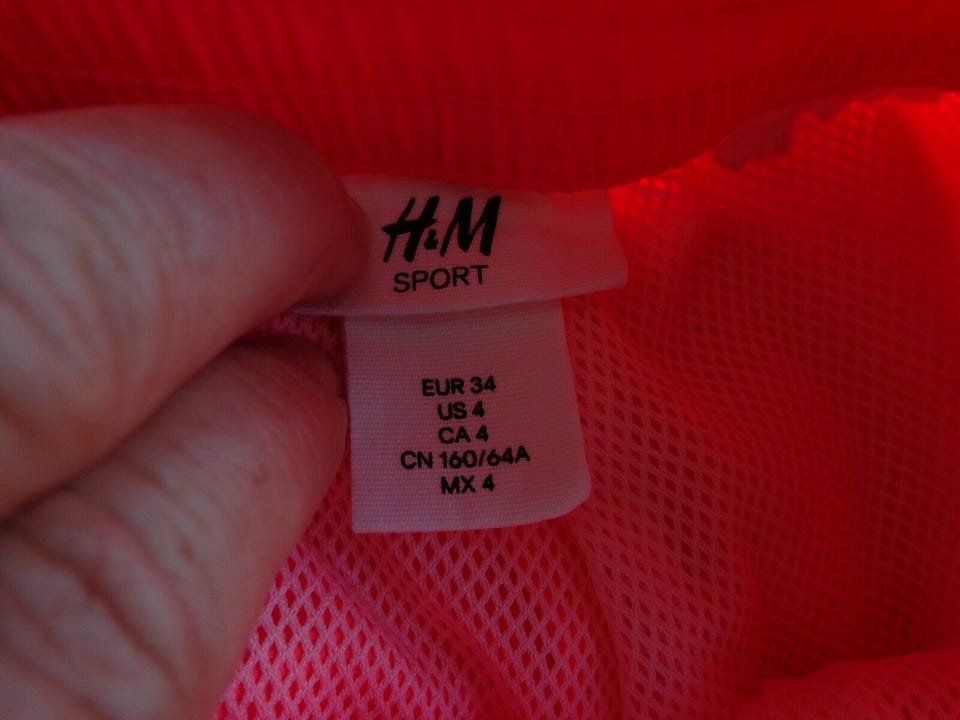 H&M
SPORT
EUR 34
US 4
CA 4
CN 160/64A
MX 4